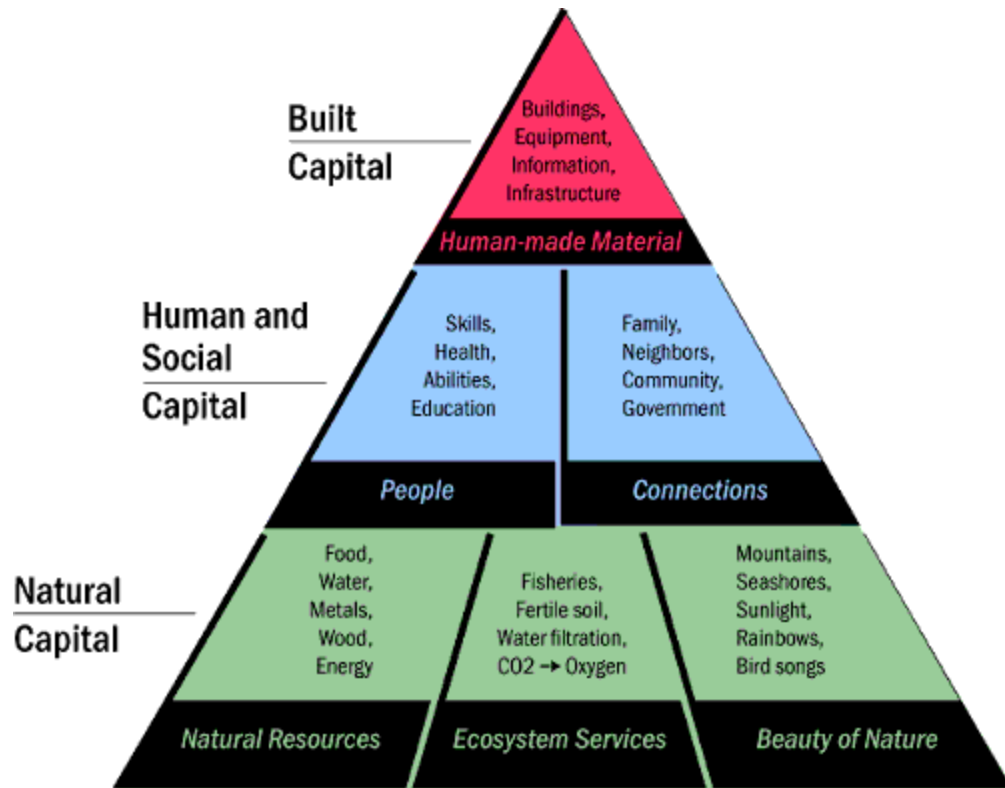 Built
Capital
Buildings,
Equipment,
Information,
Infrastructure
Human-made Material
Human and
Social
Capital
Skills,
Health,
Abilities,
Education
People
Family,
Neighbors,
Community,
Government
Connections
Natural
Capital
Food,
Water,
Metals,
Wood,
Energy
Natural Resources
Fisheries,
Fertile soil,
Water filtration,
CO2 → Oxygen
Ecosystem Services
Mountains,
Seashores,
Sunlight,
Rainbows,
Bird songs
Beauty of Nature